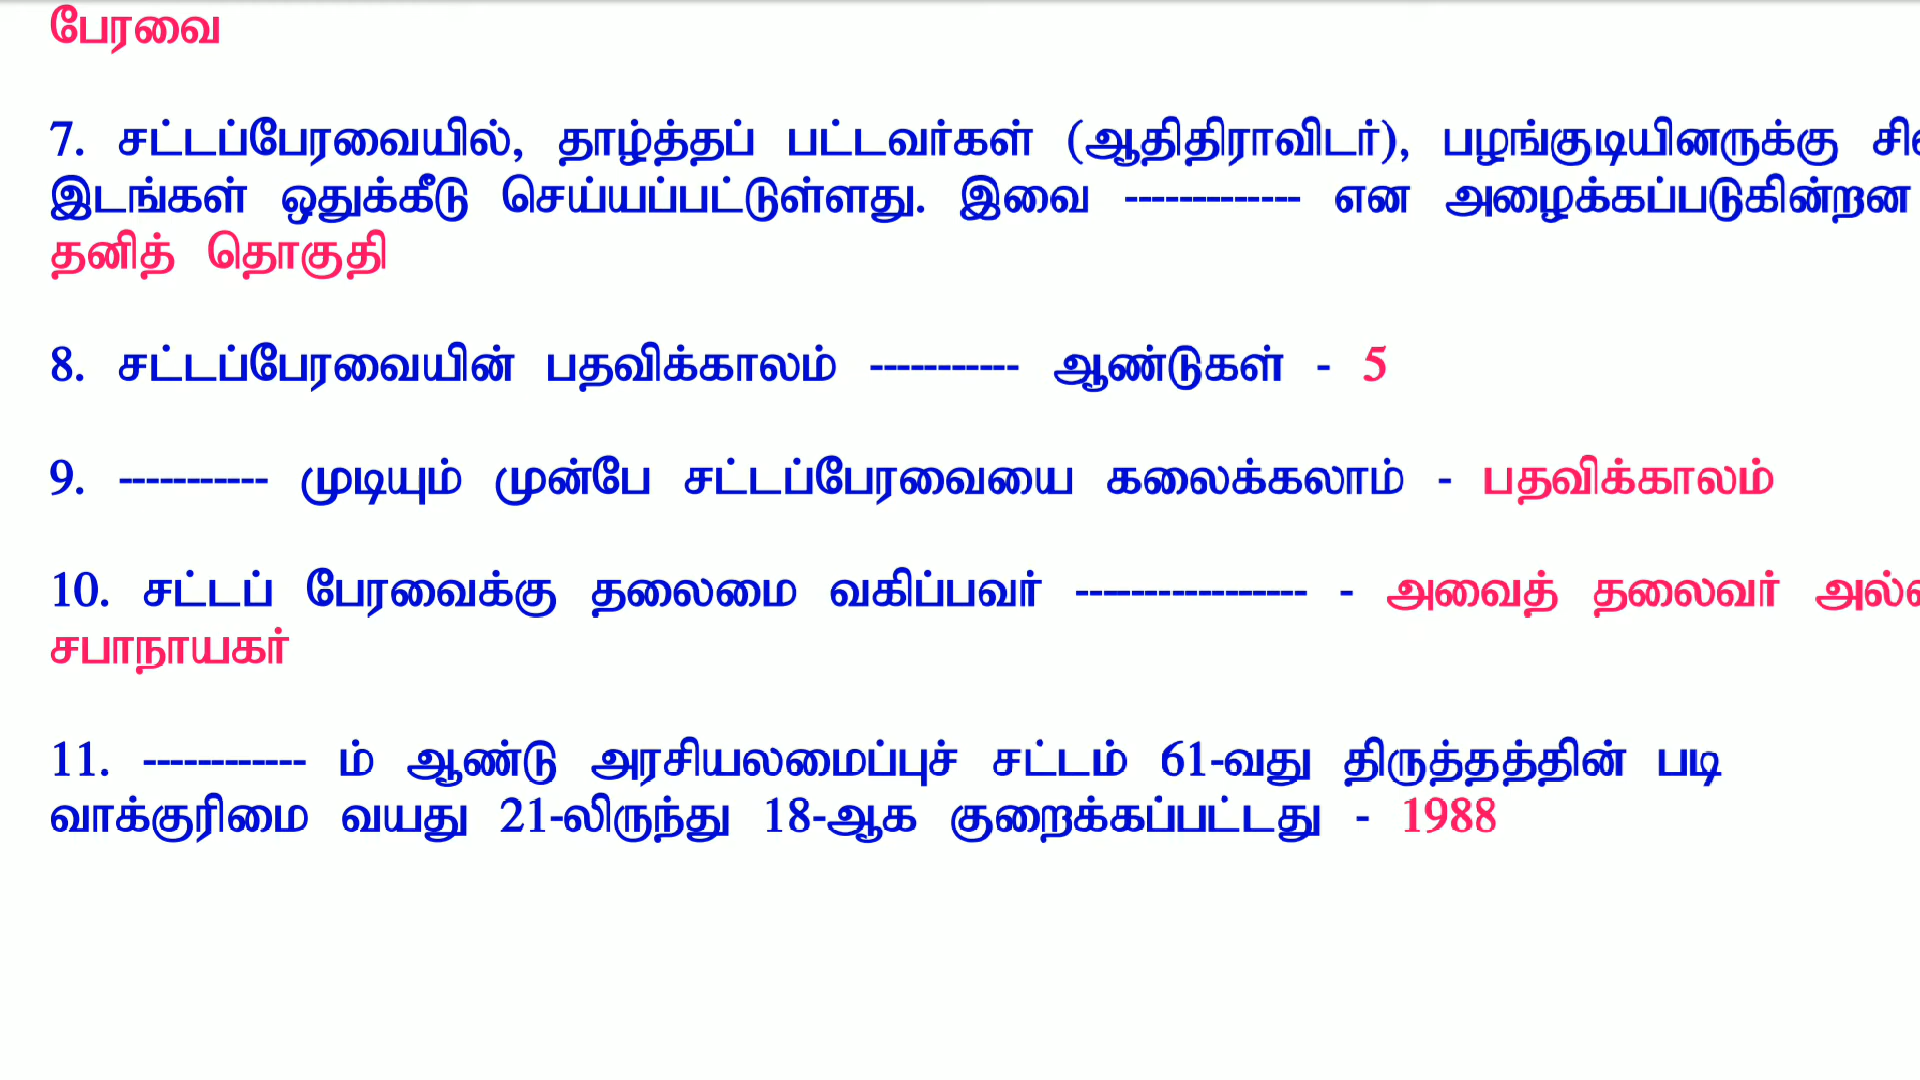 பேரவை
7. சட்டப்பேரவையில், தாழ்த்தப் பட்டவர்கள் (ஆதிதிராவிடர்), பழங்குடியினருக்கு
இடங்கள் ஒதுக்கீடு செய்யப்பட்டுள்ளது. இவை ------------- என அழைக்கப்படுகின்றன
தனித் தொகுதி
8. சட்டப்பேரவையின் பதவிக்காலம் ----------- ஆண்டுகள் - 5
9. ----------- முடியும் முன்பே சட்டப்பேரவையை கலைக்கலாம் - பதவிக்காலம்
10. சட்டப் பேரவைக்கு தலைமை வகிப்பவர் ----------------- - அவைத் தலைவர்
சபாநாயகர்
11. ------------ ம் ஆண்டு அரசியலமைப்புச் சட்டம் 61-வது திருத்தத்தின் படி
வாக்குரிமை வயது 21-லிருந்து 18-ஆக குறைக்கப்பட்டது - 1988